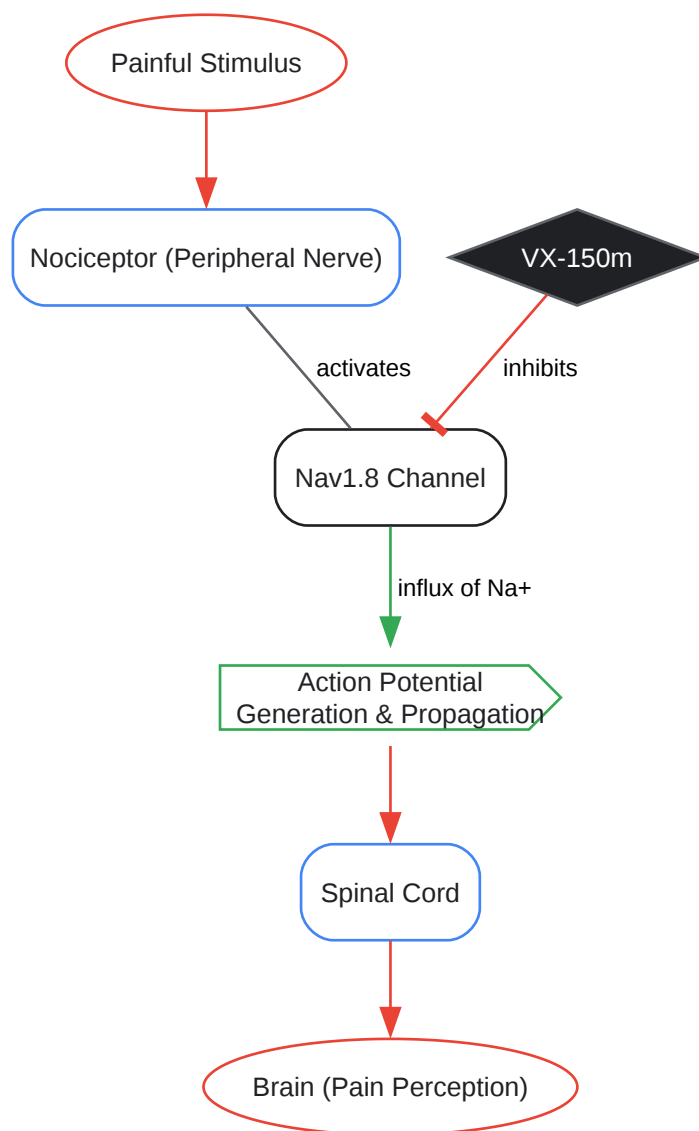 Painful Stimulus
Nociceptor (Peripheral Nerve)
VX-150m
activates
inhibits
Nav1.8 Channel
influx of Na+
Action Potential
Generation & Propagation
Spinal Cord
Brain (Pain Perception)